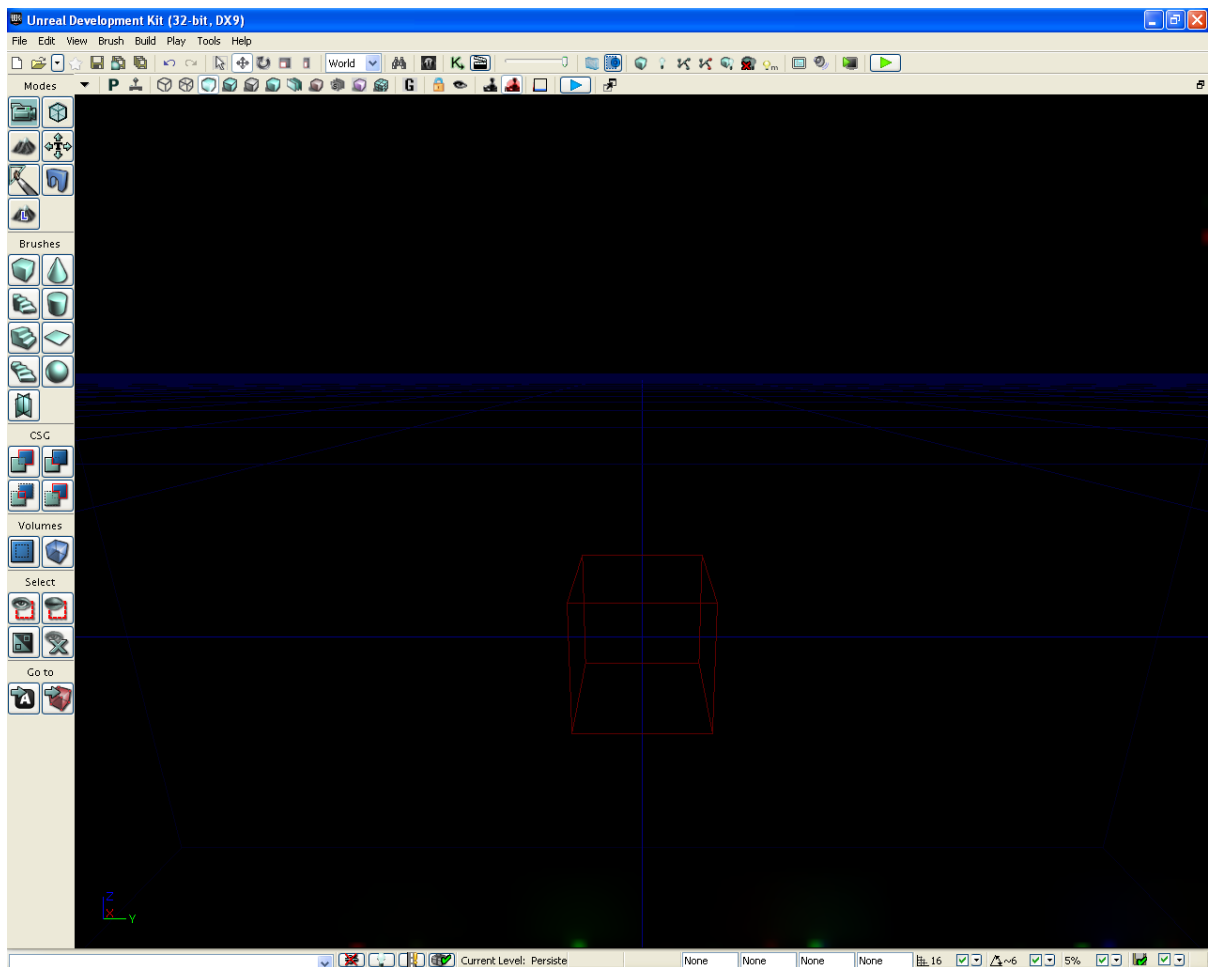 Unreal Development Kit (32-bit, DX9)
File Edit View Brush Build Play Tools Help
World
Modes P G
Brushes
CSG
Volumes
Select
Go to
Z
X Y
Current Level: Persiste None None None None 16 ~6 5%